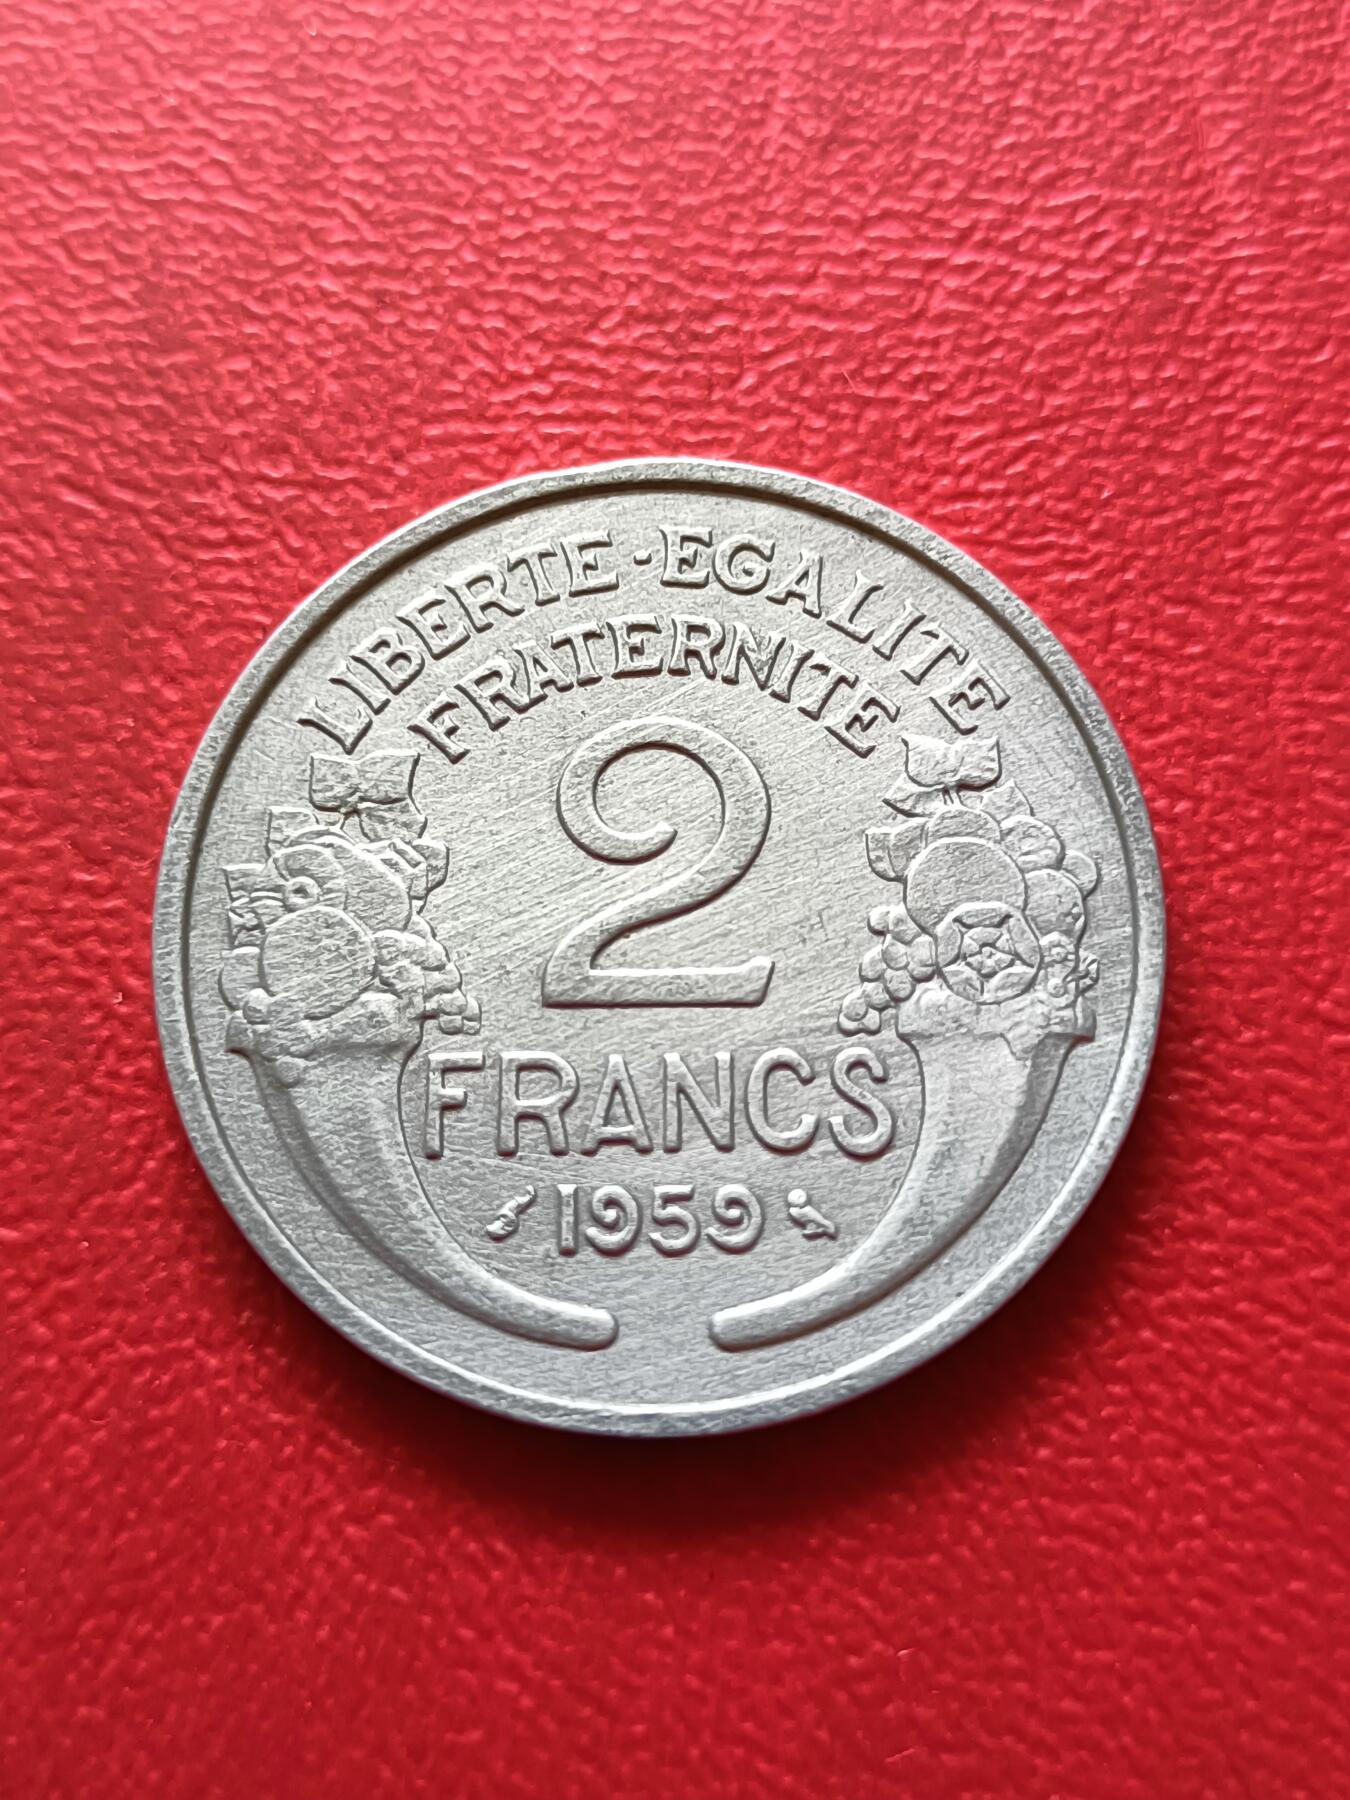 LIBERTE·EGALITE
FRATERNITE
2
FRANCS
1959